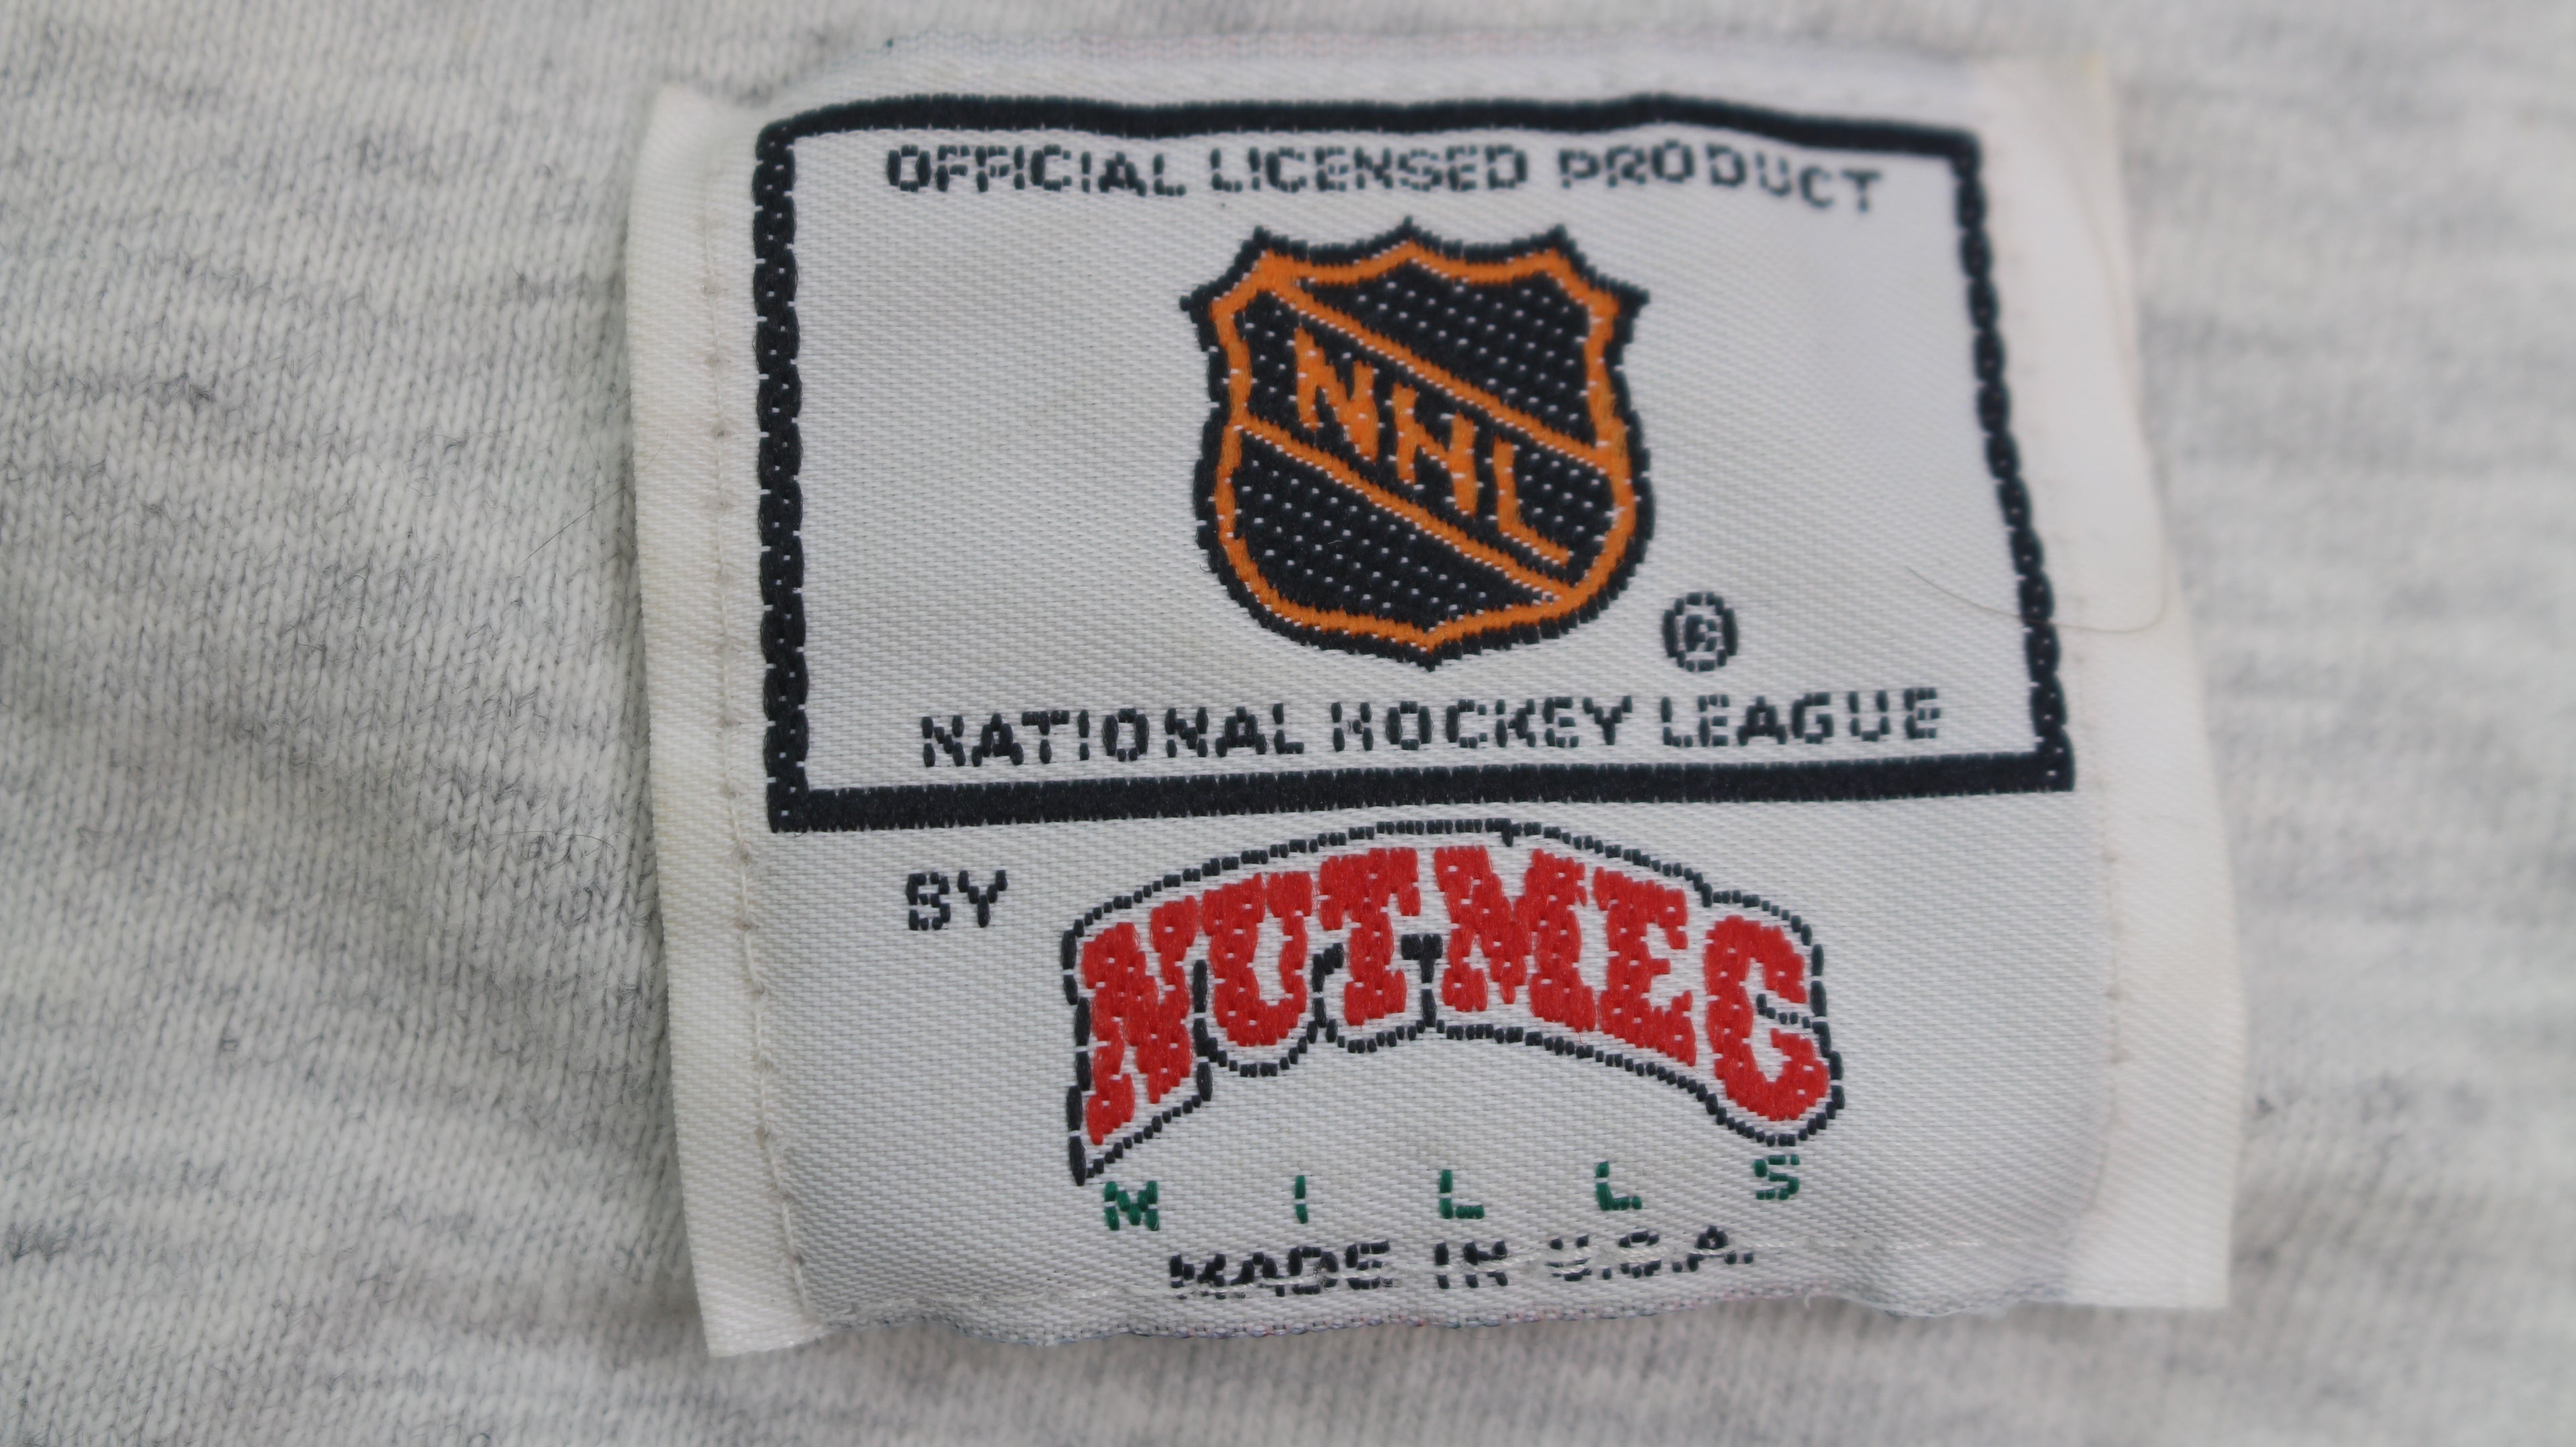 OFFICIAL LICENSED PRODUCT
NHL
®
NATIONAL HOCKEY LEAGUE
BY NUTMEG
MILLS
MADE IN U.S.A.